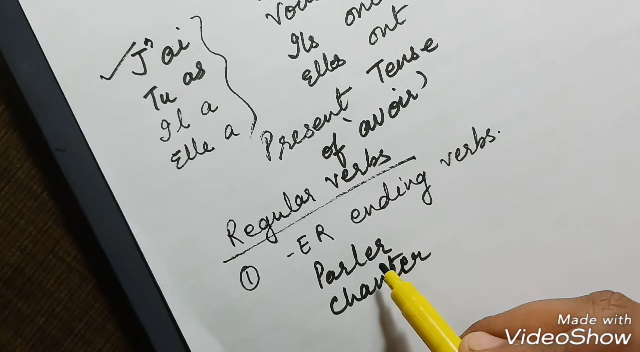 ✓ J'ai
Tu as
Il a
Elle a
Vous
Ils ont
Elles ont
Present Tense
of 'avoir)
Regular verbs
① -ER ending verbs.
Parler
Chanter
Made with
VideoShow